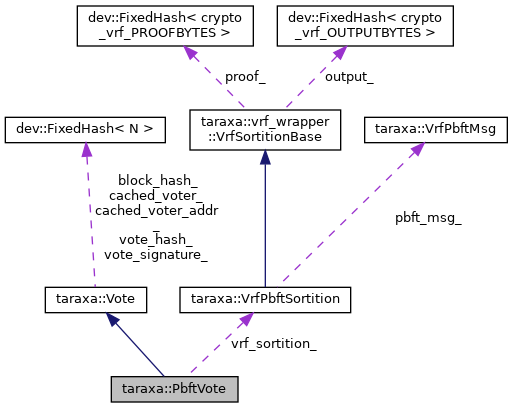 dev::FixedHash< crypto
_vrf_PROOFBYTES >
dev::FixedHash< crypto
_vrf_OUTPUTBYTES >
proof_
output_
dev::FixedHash< N >
taraxa::vrf_wrapper
::VrfSortitionBase
taraxa::VrfPbftMsg
block_hash_
cached_voter_
cached_voter_addr
_
vote_hash_
vote_signature_
pbft_msg_
taraxa::Vote
taraxa::VrfPbftSortition
vrf_sortition_
taraxa::PbftVote